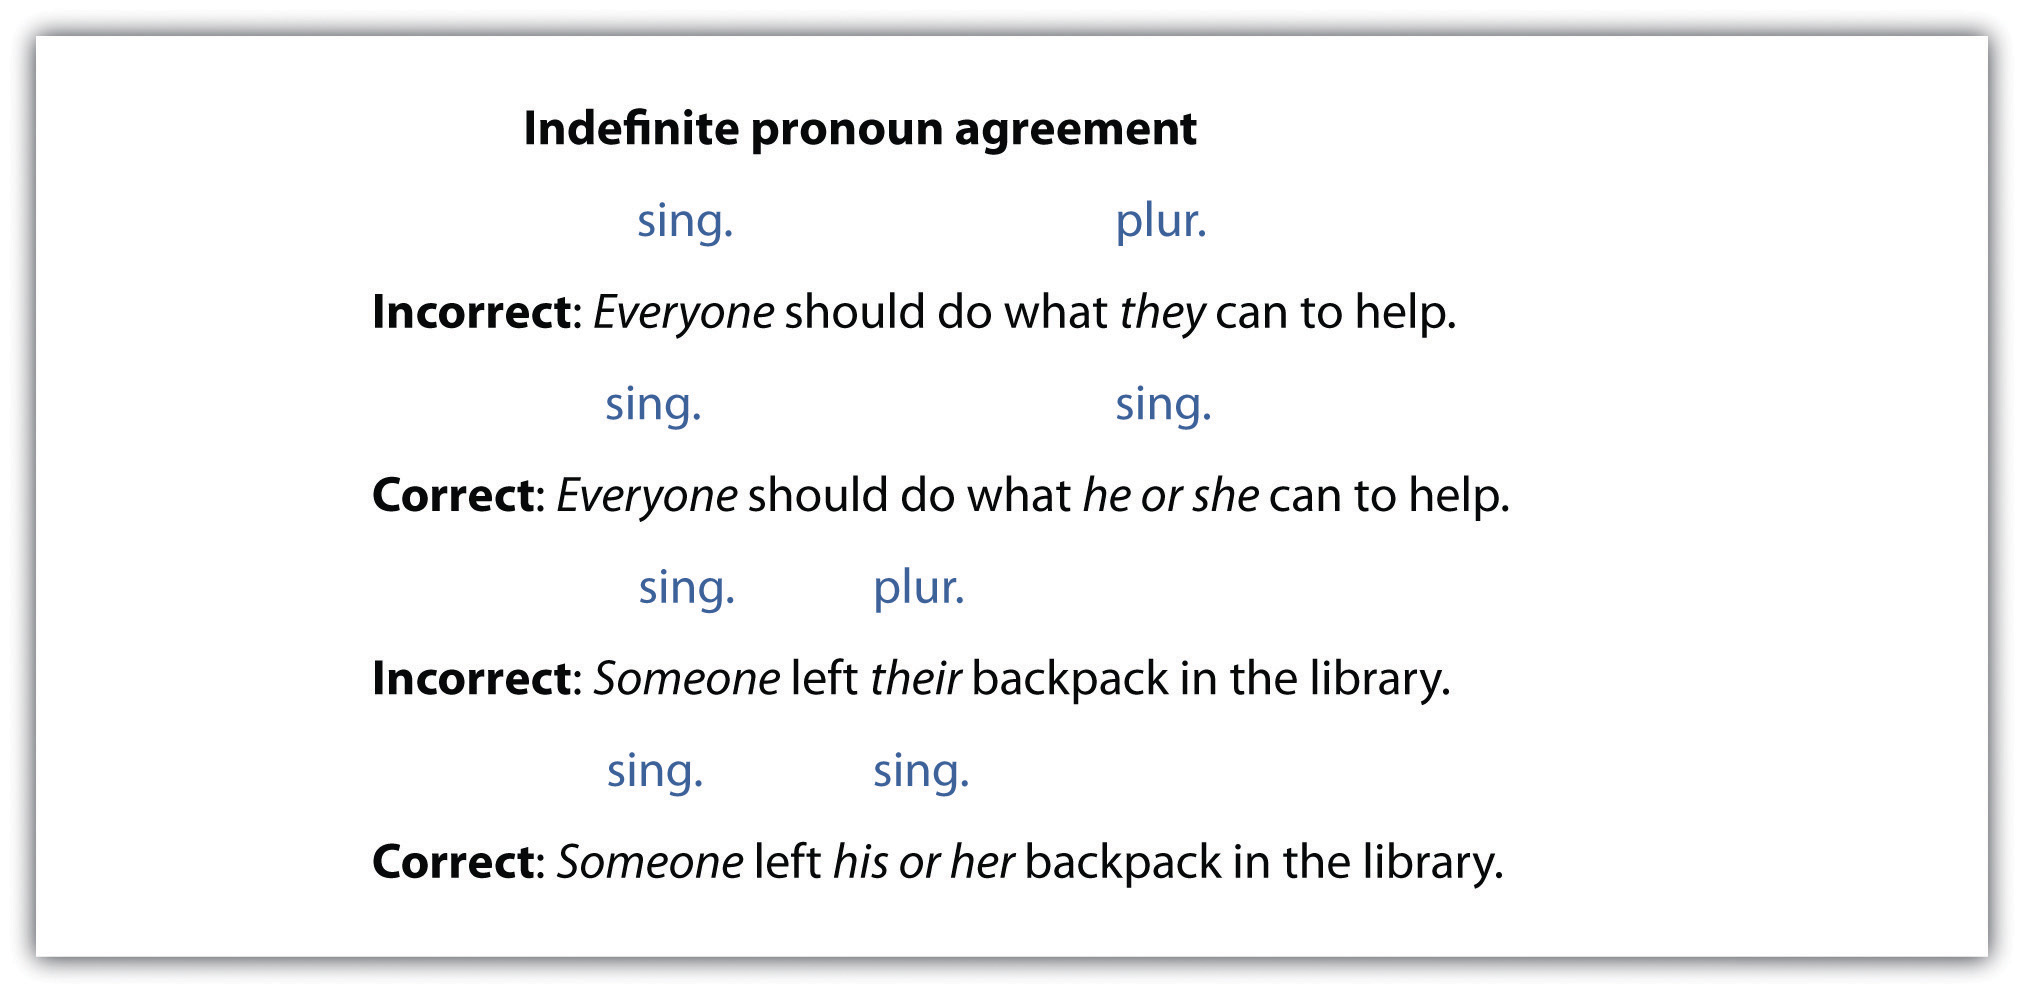 Indefinite pronoun agreement
sing. plur.
Incorrect: Everyone should do what they can to help.
sing. sing.
Correct: Everyone should do what he or she can to help.
sing. plur.
Incorrect: Someone left their backpack in the library.
sing. sing.
Correct: Someone left his or her backpack in the library.